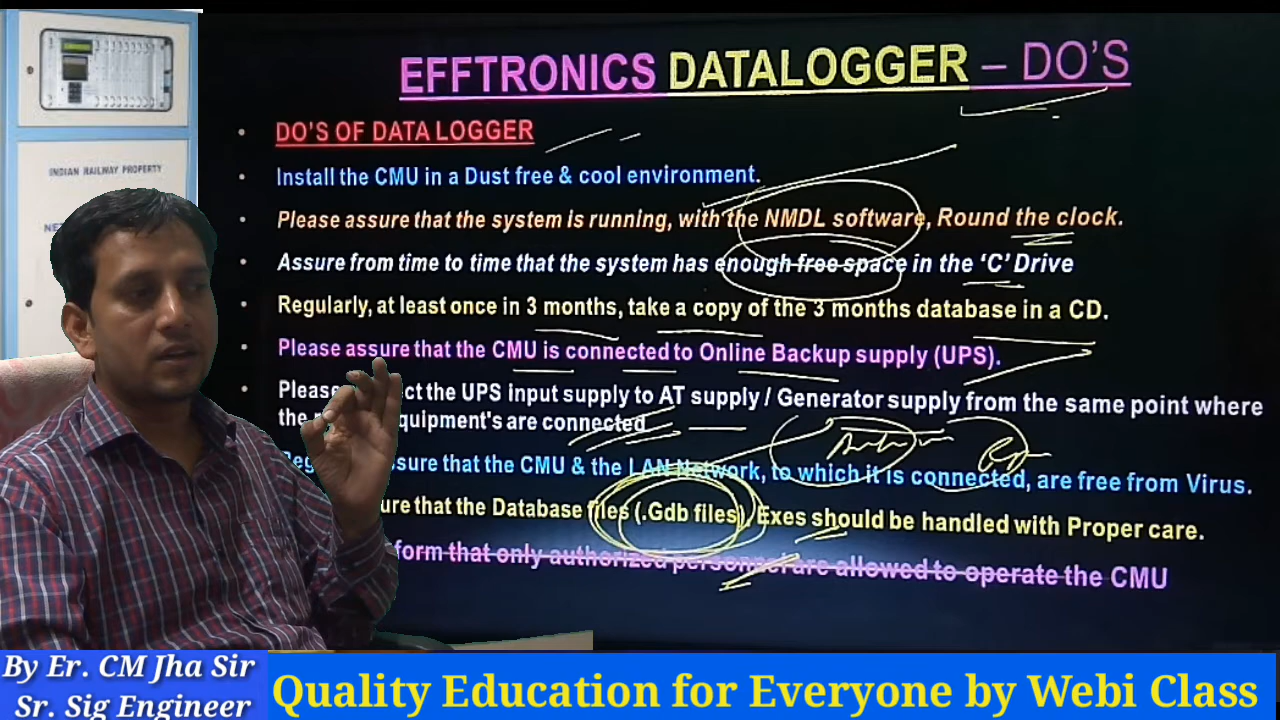 EFFTRONICS DATALOGGER – DO'S
DO'S OF DATA LOGGER
Install the CMU in a Dust free & cool environment.
Please assure that the system is running, with the NMDL software, Round the clock.
Assure from time to time that the system has enough free space in the 'C' Drive
Regularly, at least once in 3 months, take a copy of the 3 months database in a CD.
Please assure that the CMU is connected to Online Backup supply (UPS).
Please ct the UPS input supply to AT supply / Generator supply from the same point where
the quipment's are connected
ssure that the CMU & the LAN Network, to which it is connected, are free from Virus.
ure that the Database files (.Gdb files), Exes should be handled with Proper care.
form that only authorized personnel are allowed to operate the CMU
INDIAN RAILWAY PROPERTY
By Er. CM Jha Sir
Sr. Sig Engineer
Quality Education for Everyone by Webi Class